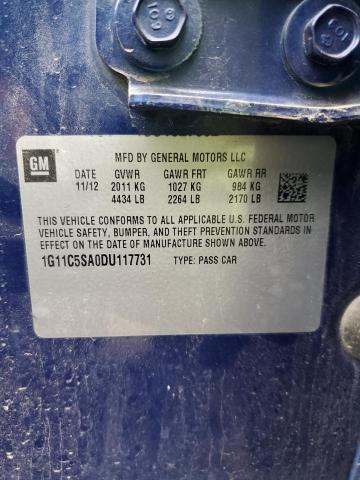 GM
MFD BY GENERAL MOTORS LLC
DATE GVWR GAWR FRT GAWR RR
11/12 2011 KG 1027 KG 984 KG
4434 LB 2264 LB 2170 LB
THIS VEHICLE CONFORMS TO ALL APPLICABLE U.S. FEDERAL MOTOR
VEHICLE SAFETY, BUMPER, AND THEFT PREVENTION STANDARDS
IN EFFECT ON THE DATE OF MANUFACTURE SHOWN ABOVE.
1G11C5SA0DU117731 TYPE: PASS CAR